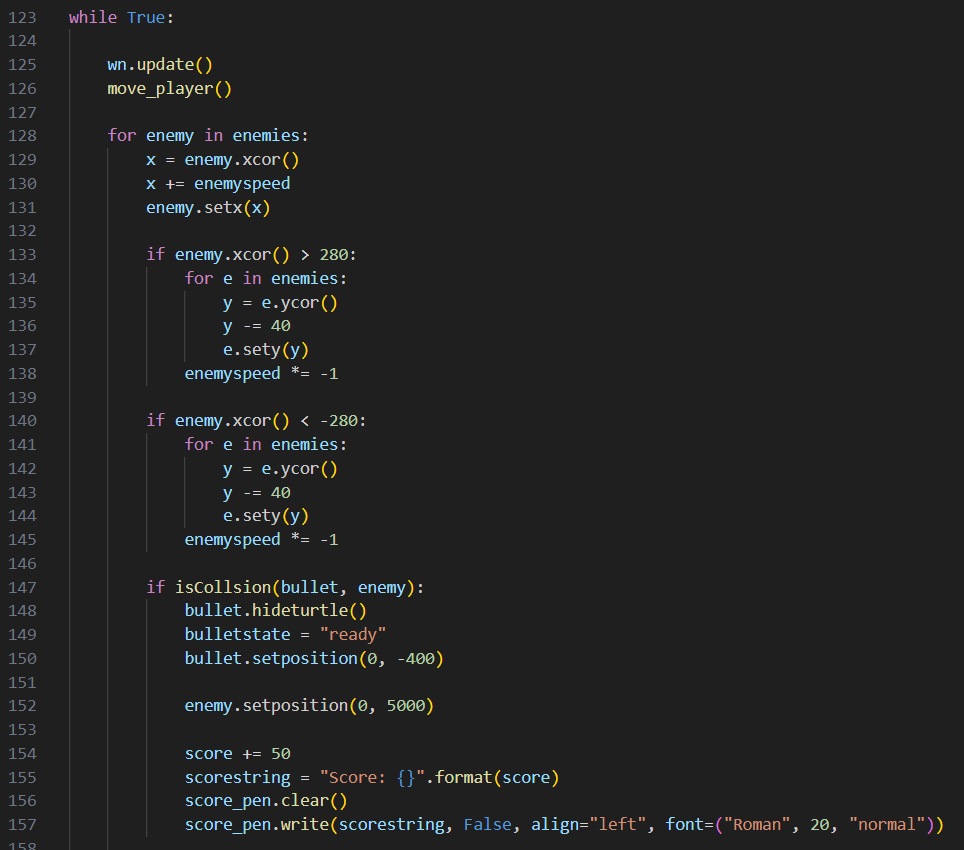 123 while True:
124
125     wn.update()
126     move_player()
127
128     for enemy in enemies:
129         x = enemy.xcor()
130         x += enemyspeed
131         enemy.setx(x)
132
133         if enemy.xcor() > 280:
134             for e in enemies:
135                 y = e.ycor()
136                 y -= 40
137                 e.sety(y)
138             enemyspeed *= -1
139
140         if enemy.xcor() < -280:
141             for e in enemies:
142                 y = e.ycor()
143                 y -= 40
144                 e.sety(y)
145             enemyspeed *= -1
146
147         if isCollsion(bullet, enemy):
148             bullet.hideturtle()
149             bulletstate = "ready"
150             bullet.setposition(0, -400)
151
152             enemy.setposition(0, 5000)
153
154             score += 50
155             scorestring = "Score: {}".format(score)
156             score_pen.clear()
157             score_pen.write(scorestring, False, align="left", font=("Roman", 20, "normal"))
158